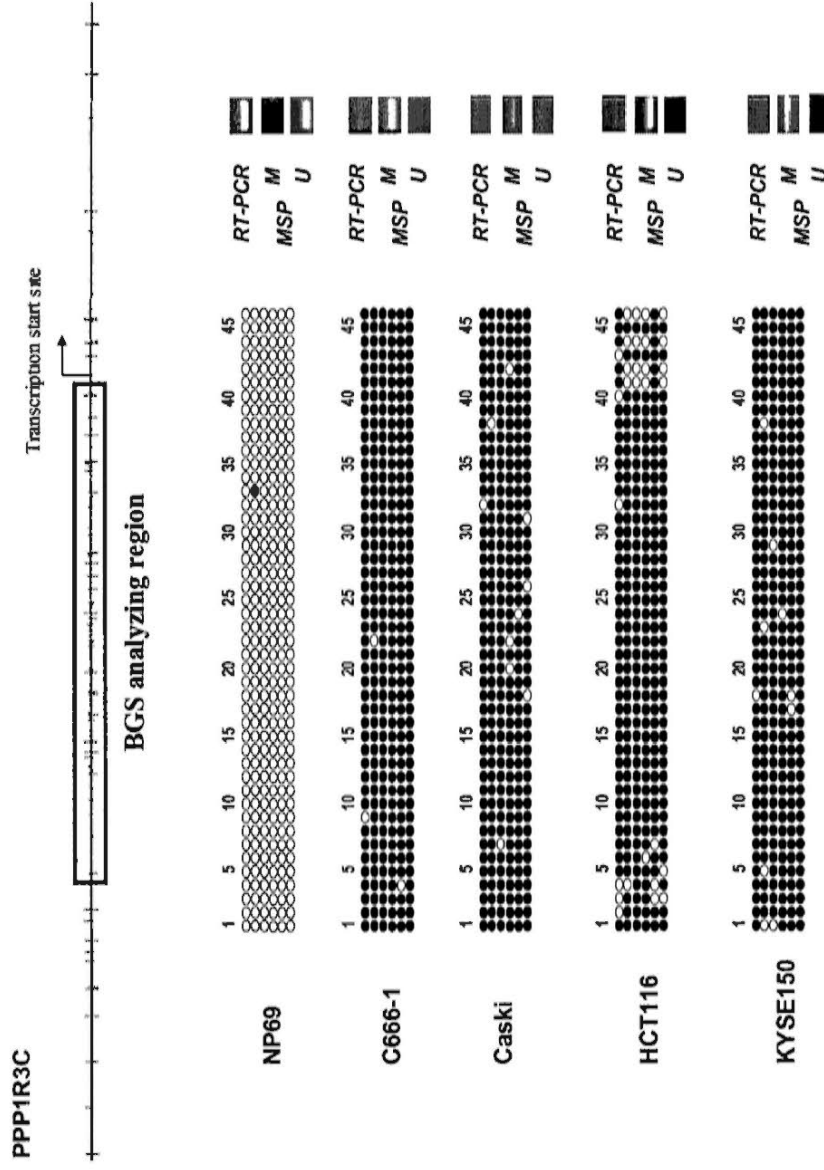 PPP1R3C
Transcription start site
BGS analyzing region
NP69
1 5 10 15 20 25 30 35 40 45
RT-PCR
M
MSP
U
C666-1
1 5 10 15 20 25 30 35 40 45
RT-PCR
M
MSP
U
Caski
1 5 10 15 20 25 30 35 40 45
RT-PCR
M
MSP
U
HCT116
1 5 10 15 20 25 30 35 40 45
RT-PCR
M
MSP
U
KYSE150
1 5 10 15 20 25 30 35 40 45
RT-PCR
M
MSP
U